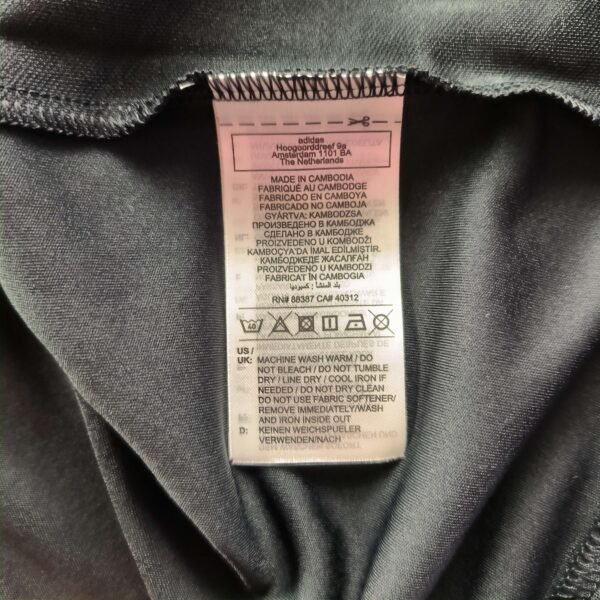 adidas
Hoogoorddreef 9a
Amsterdam 1101 BA
The Netherlands
MADE IN CAMBODIA
FABRIQUÉ AU CAMBODGE
FABRICADO EN CAMBOYA
FABRICADO NO CAMBOJA
GYÁRTVA: KAMBODZSA
ПРОИЗВЕДЕНО В КАМБОДЖА
СДЕЛАНО В КАМБОДЖЕ
PROIZVEDENO U KOMBODŽI
KAMBOÇYA'DA İMAL EDİLMİŞTİR.
КАМБОДЖЕДЕ ЖАСАЛҒАН
PROIZVEDENO U KAMBODŽI
FABRICAT ÎN CAMBOGIA
بلد المنشأ : كمبوديا
RN# 88387 CA# 40312
40
US /
UK: MACHINE WASH WARM / DO
NOT BLEACH / DO NOT TUMBLE
DRY / LINE DRY / COOL IRON IF
NEEDED / DO NOT DRY CLEAN
DO NOT USE FABRIC SOFTENER/
REMOVE IMMEDIATELY/WASH
AND IRON INSIDE OUT
D: KEINEN WEICHSPUELER
VERWENDEN/NACH